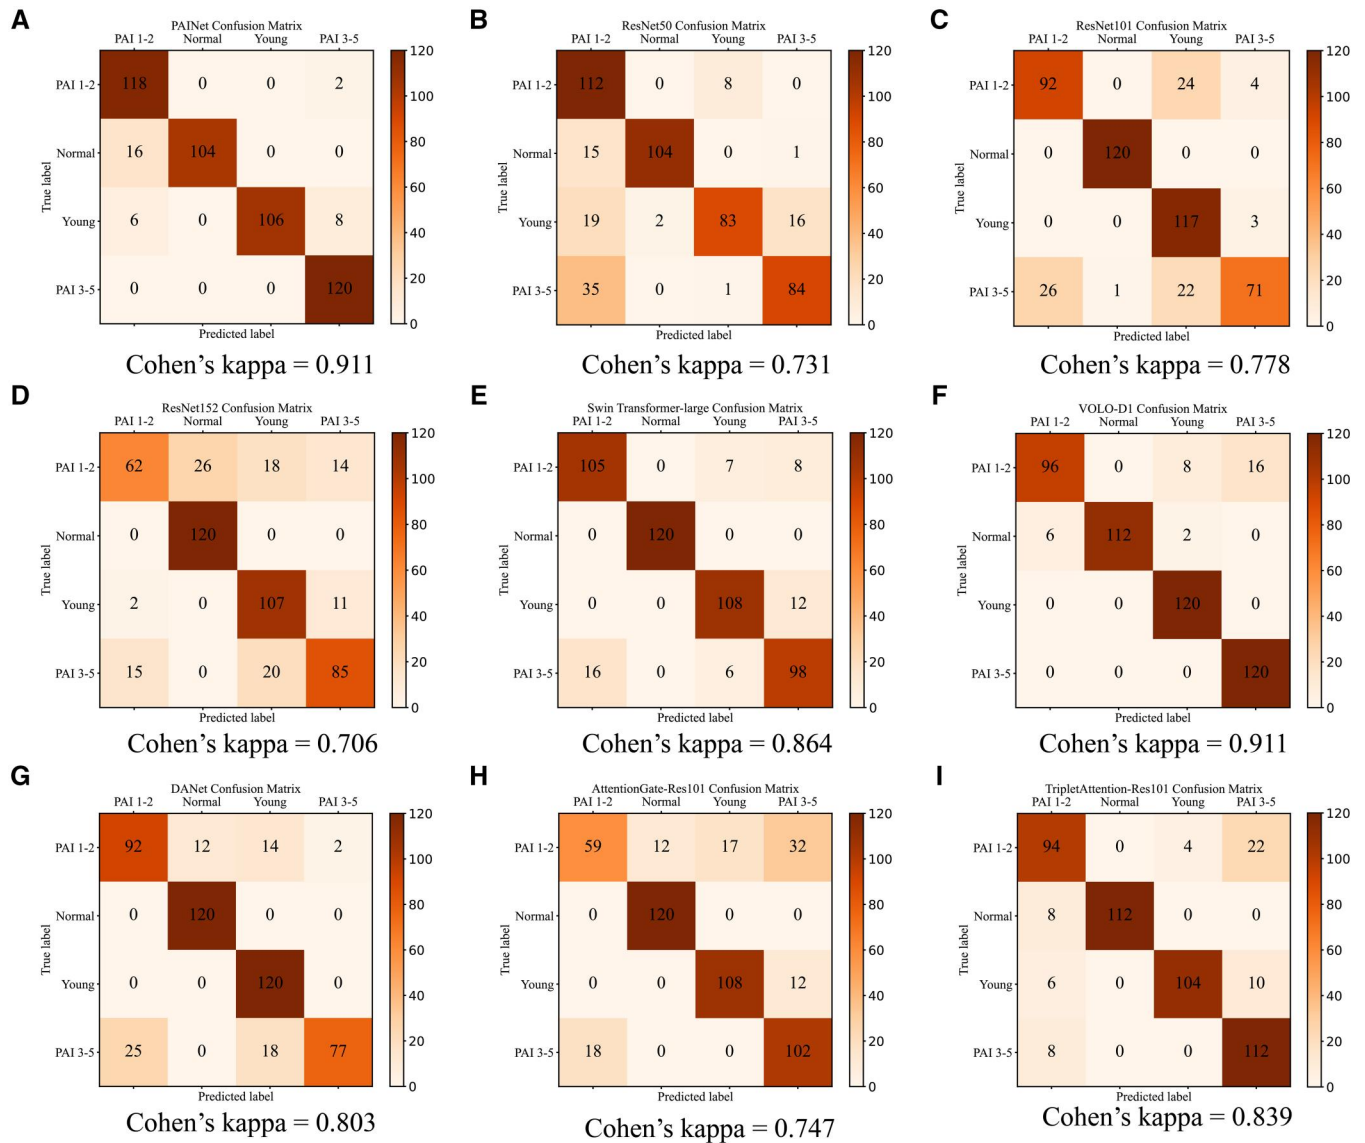 A
PAINet Confusion Matrix
PAI 1-2 Normal Young PAI 3-5
PAI 1-2 118 0 0 2
Normal 16 104 0 0
Young 6 0 106 8
PAI 3-5 0 0 0 120
True label
Predicted label
120
100
80
60
40
20
0
Cohen’s kappa = 0.911
B
ResNet50 Confusion Matrix
PAI 1-2 Normal Young PAI 3-5
PAI 1-2 112 0 8 0
Normal 15 104 0 1
Young 19 2 83 16
PAI 3-5 35 0 1 84
True label
Predicted label
120
100
80
60
40
20
0
Cohen’s kappa = 0.731
C
ResNet101 Confusion Matrix
PAI 1-2 Normal Young PAI 3-5
PAI 1-2 92 0 24 4
Normal 0 120 0 0
Young 0 0 117 3
PAI 3-5 26 1 22 71
True label
Predicted label
120
100
80
60
40
20
0
Cohen’s kappa = 0.778
D
ResNet152 Confusion Matrix
PAI 1-2 Normal Young PAI 3-5
PAI 1-2 62 26 18 14
Normal 0 120 0 0
Young 2 0 107 11
PAI 3-5 15 0 20 85
True label
Predicted label
120
100
80
60
40
20
0
Cohen’s kappa = 0.706
E
Swin Transformer-large Confusion Matrix
PAI 1-2 Normal Young PAI 3-5
PAI 1-2 105 0 7 8
Normal 0 120 0 0
Young 0 0 108 12
PAI 3-5 16 0 6 98
True label
Predicted label
120
100
80
60
40
20
0
Cohen’s kappa = 0.864
F
VOLO-D1 Confusion Matrix
PAI 1-2 Normal Young PAI 3-5
PAI 1-2 96 0 8 16
Normal 6 112 2 0
Young 0 0 120 0
PAI 3-5 0 0 0 120
True label
Predicted label
120
100
80
60
40
20
0
Cohen’s kappa = 0.911
G
DANet Confusion Matrix
PAI 1-2 Normal Young PAI 3-5
PAI 1-2 92 12 14 2
Normal 0 120 0 0
Young 0 0 120 0
PAI 3-5 25 0 18 77
True label
Predicted label
120
100
80
60
40
20
0
Cohen’s kappa = 0.803
H
AttentionGate-Res101 Confusion Matrix
PAI 1-2 Normal Young PAI 3-5
PAI 1-2 59 12 17 32
Normal 0 120 0 0
Young 0 0 108 12
PAI 3-5 18 0 0 102
True label
Predicted label
120
100
80
60
40
20
0
Cohen’s kappa = 0.747
I
TripletAttention-Res101 Confusion Matrix
PAI 1-2 Normal Young PAI 3-5
PAI 1-2 94 0 4 22
Normal 8 112 0 0
Young 6 0 104 10
PAI 3-5 8 0 0 112
True label
Predicted label
120
100
80
60
40
20
0
Cohen’s kappa = 0.839